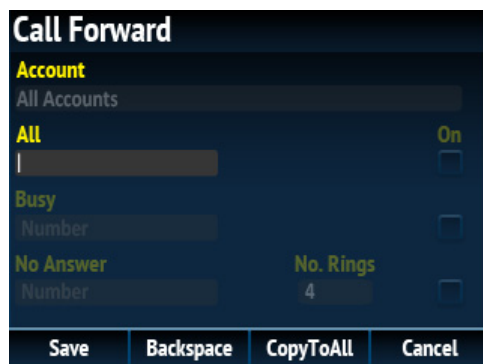 Call Forward
Account
All Accounts
All On
Busy
Number
No Answer No. Rings
Number 4
Save Backspace CopyToAll Cancel